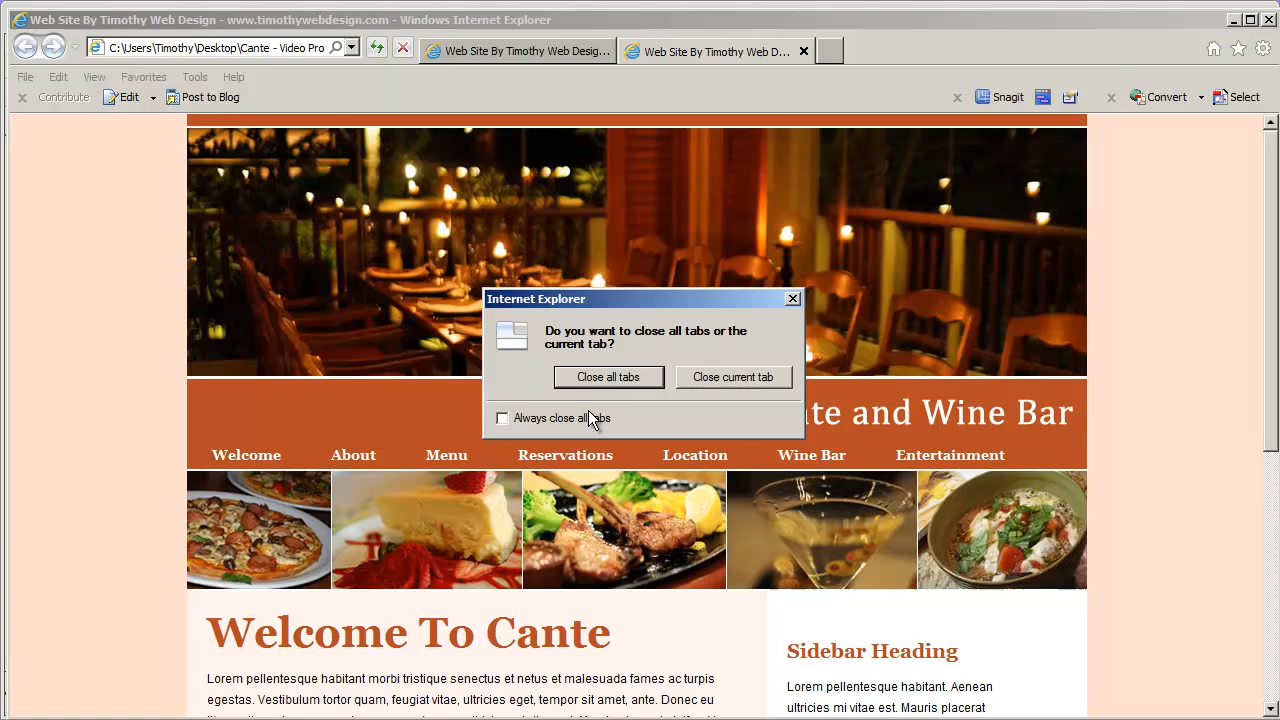 Web Site By Timothy Web Design - www.timothywebdesign.com - Windows Internet Explorer
C:\Users\Timothy\Desktop\Cante - Video Pro
Web Site By Timothy Web Desig...
Web Site By Timothy Web D...
File Edit View Favorites Tools Help
Contribute Edit Post to Blog Snagit Convert Select
Internet Explorer
Do you want to close all tabs or the
current tab?
Close all tabs Close current tab
Always close all tabs
te and Wine Bar
Welcome About Menu Reservations Location Wine Bar Entertainment
Welcome To Cante
Lorem pellentesque habitant morbi tristique senectus et netus et malesuada fames ac turpis
egestas. Vestibulum tortor quam, feugiat vitae, ultricies eget, tempor sit amet, ante. Donec eu
Sidebar Heading
Lorem pellentesque habitant. Aenean
ultricies mi vitae est. Mauris placerat